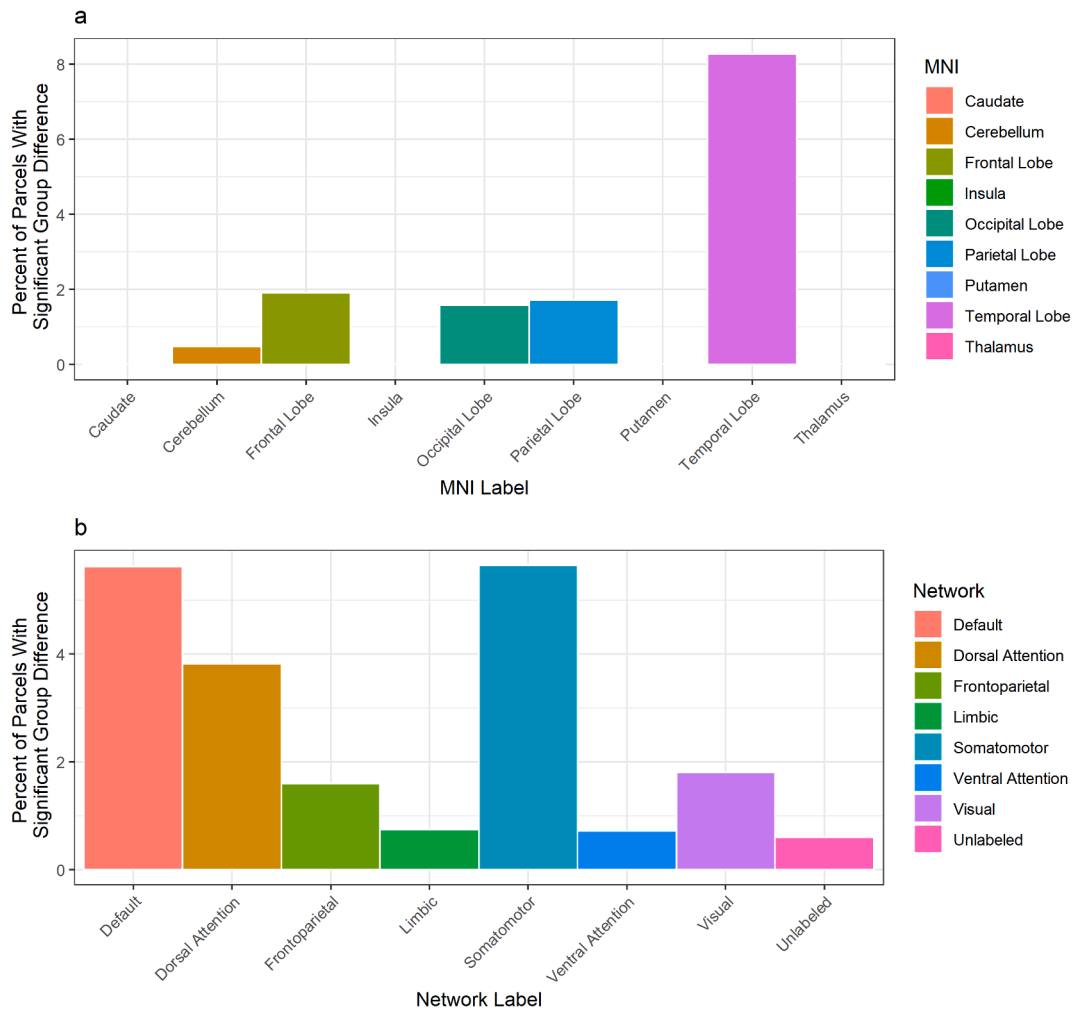 a
Percent of Parcels With
Significant Group Difference
8
6
4
2
0
Caudate
Cerebellum
Frontal Lobe
Insula
Occipital Lobe
Parietal Lobe
Putamen
Temporal Lobe
Thalamus
MNI Label
MNI
Caudate
Cerebellum
Frontal Lobe
Insula
Occipital Lobe
Parietal Lobe
Putamen
Temporal Lobe
Thalamus
b
Percent of Parcels With
Significant Group Difference
4
2
0
Default
Dorsal Attention
Frontoparietal
Limbic
Somatomotor
Ventral Attention
Visual
Unlabeled
Network Label
Network
Default
Dorsal Attention
Frontoparietal
Limbic
Somatomotor
Ventral Attention
Visual
Unlabeled